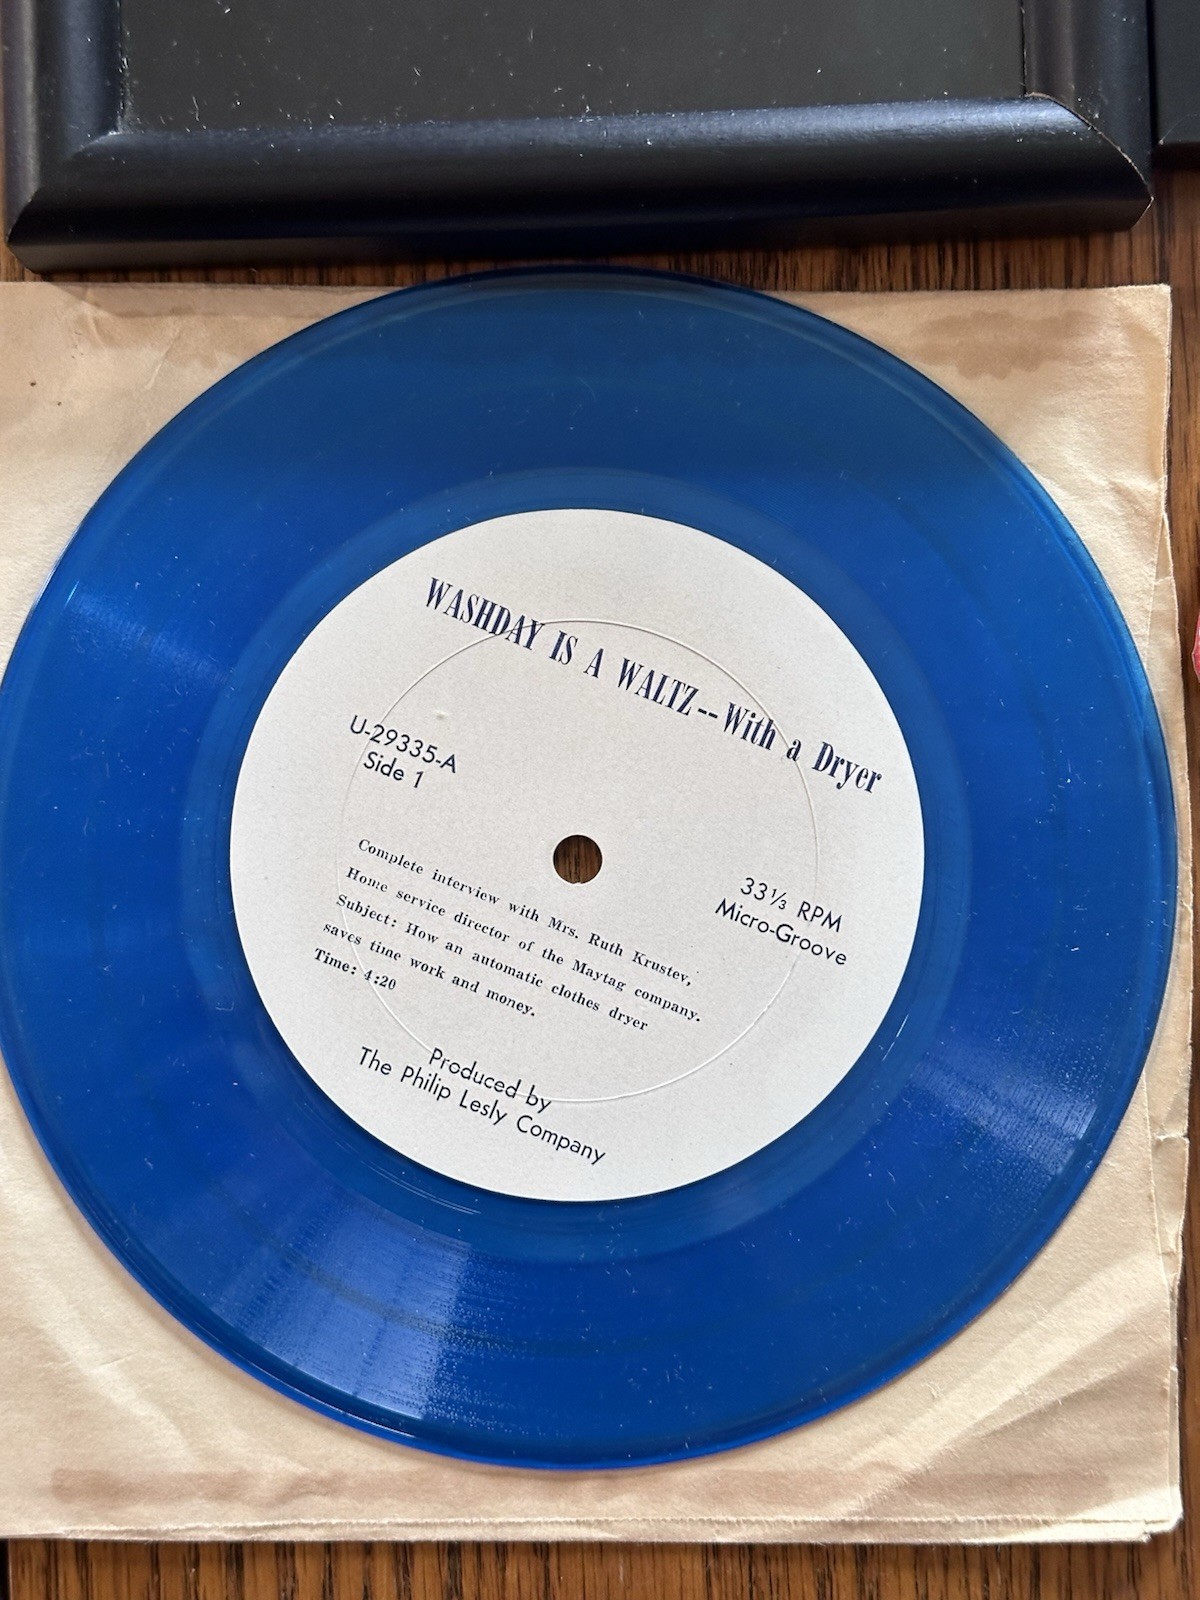 WASHDAY IS A WALTZ -- With a Dryer
U-29335-A
Side 1
33⅓ RPM
Micro-Groove
Complete interview with Mrs. Ruth Krustev,
Home service director of the Maytag company.
Subject: How an automatic clothes dryer
saves time work and money.
Time: 4:20
Produced by
The Philip Lesly Company